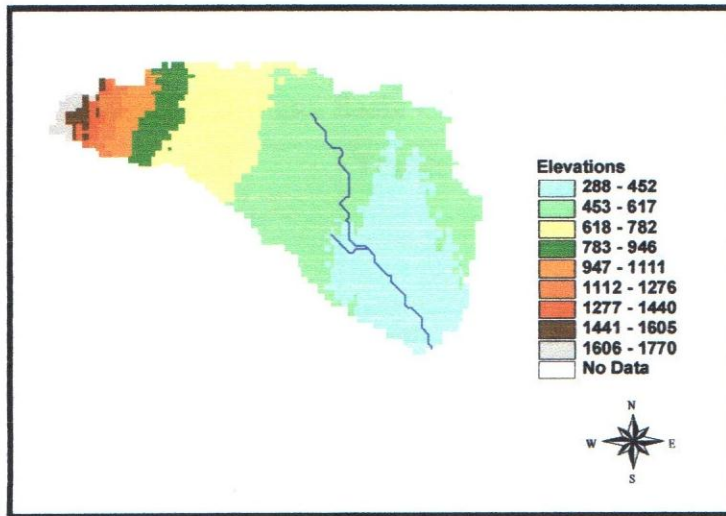 Elevations
288 - 452
453 - 617
618 - 782
783 - 946
947 - 1111
1112 - 1276
1277 - 1440
1441 - 1605
1606 - 1770
No Data
N
W E
S